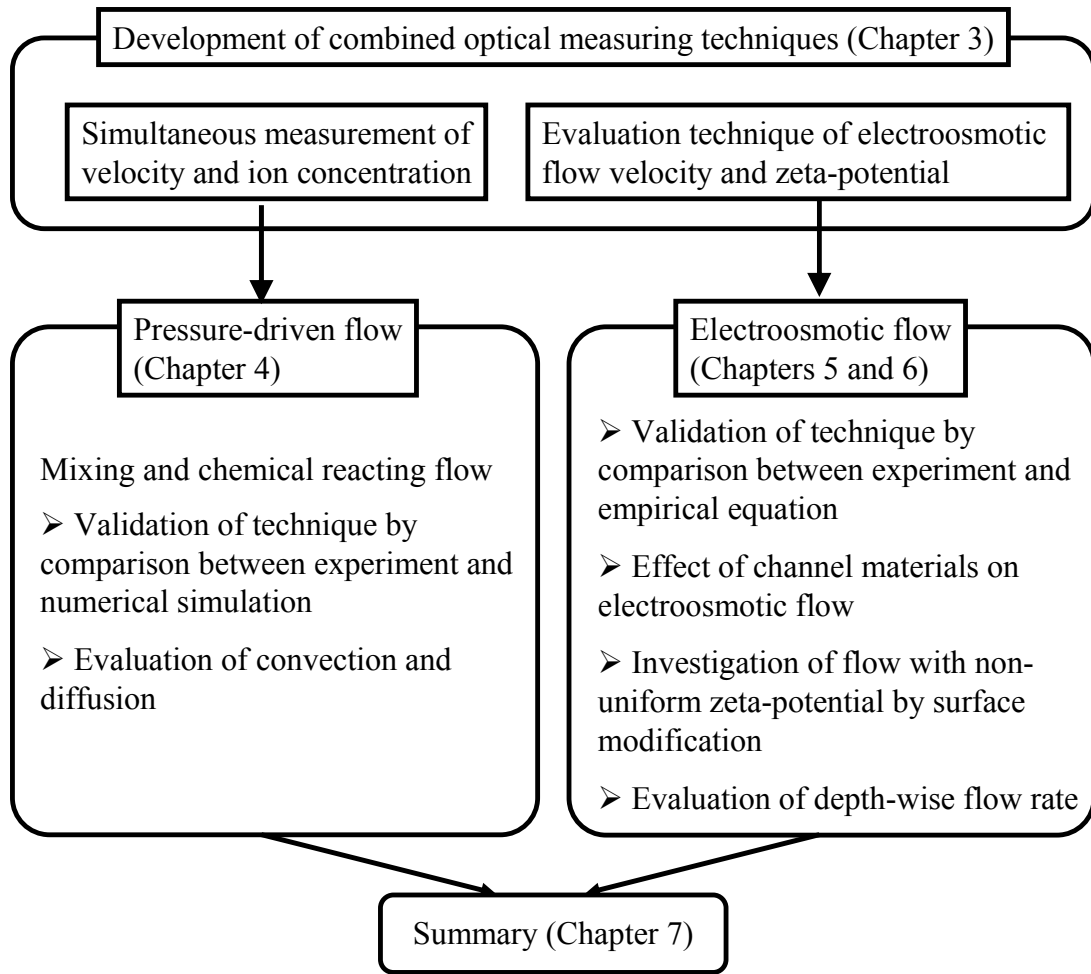 Development of combined optical measuring techniques (Chapter 3)
Simultaneous measurement of
velocity and ion concentration
Evaluation technique of electroosmotic
flow velocity and zeta-potential
Pressure-driven flow
(Chapter 4)
Mixing and chemical reacting flow
➢ Validation of technique by
comparison between experiment and
numerical simulation
➢ Evaluation of convection and
diffusion
Electroosmotic flow
(Chapters 5 and 6)
➢ Validation of technique by
comparison between experiment and
empirical equation
➢ Effect of channel materials on
electroosmotic flow
➢ Investigation of flow with non-
uniform zeta-potential by surface
modification
➢ Evaluation of depth-wise flow rate
Summary (Chapter 7)